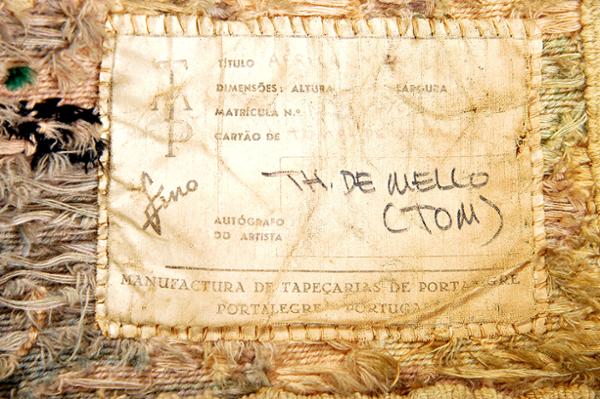 TÍTULO
DIMENSÕES: ALTURA LARGURA
MATRÍCULA N.º
CARTÃO DE
TH. DE MELLO
(TOM)
Fino
AUTÓGRAFO
DO ARTISTA
MANUFACTURA DE TAPEÇARIAS DE PORTALEGRE
PORTALEGRE PORTUGAL